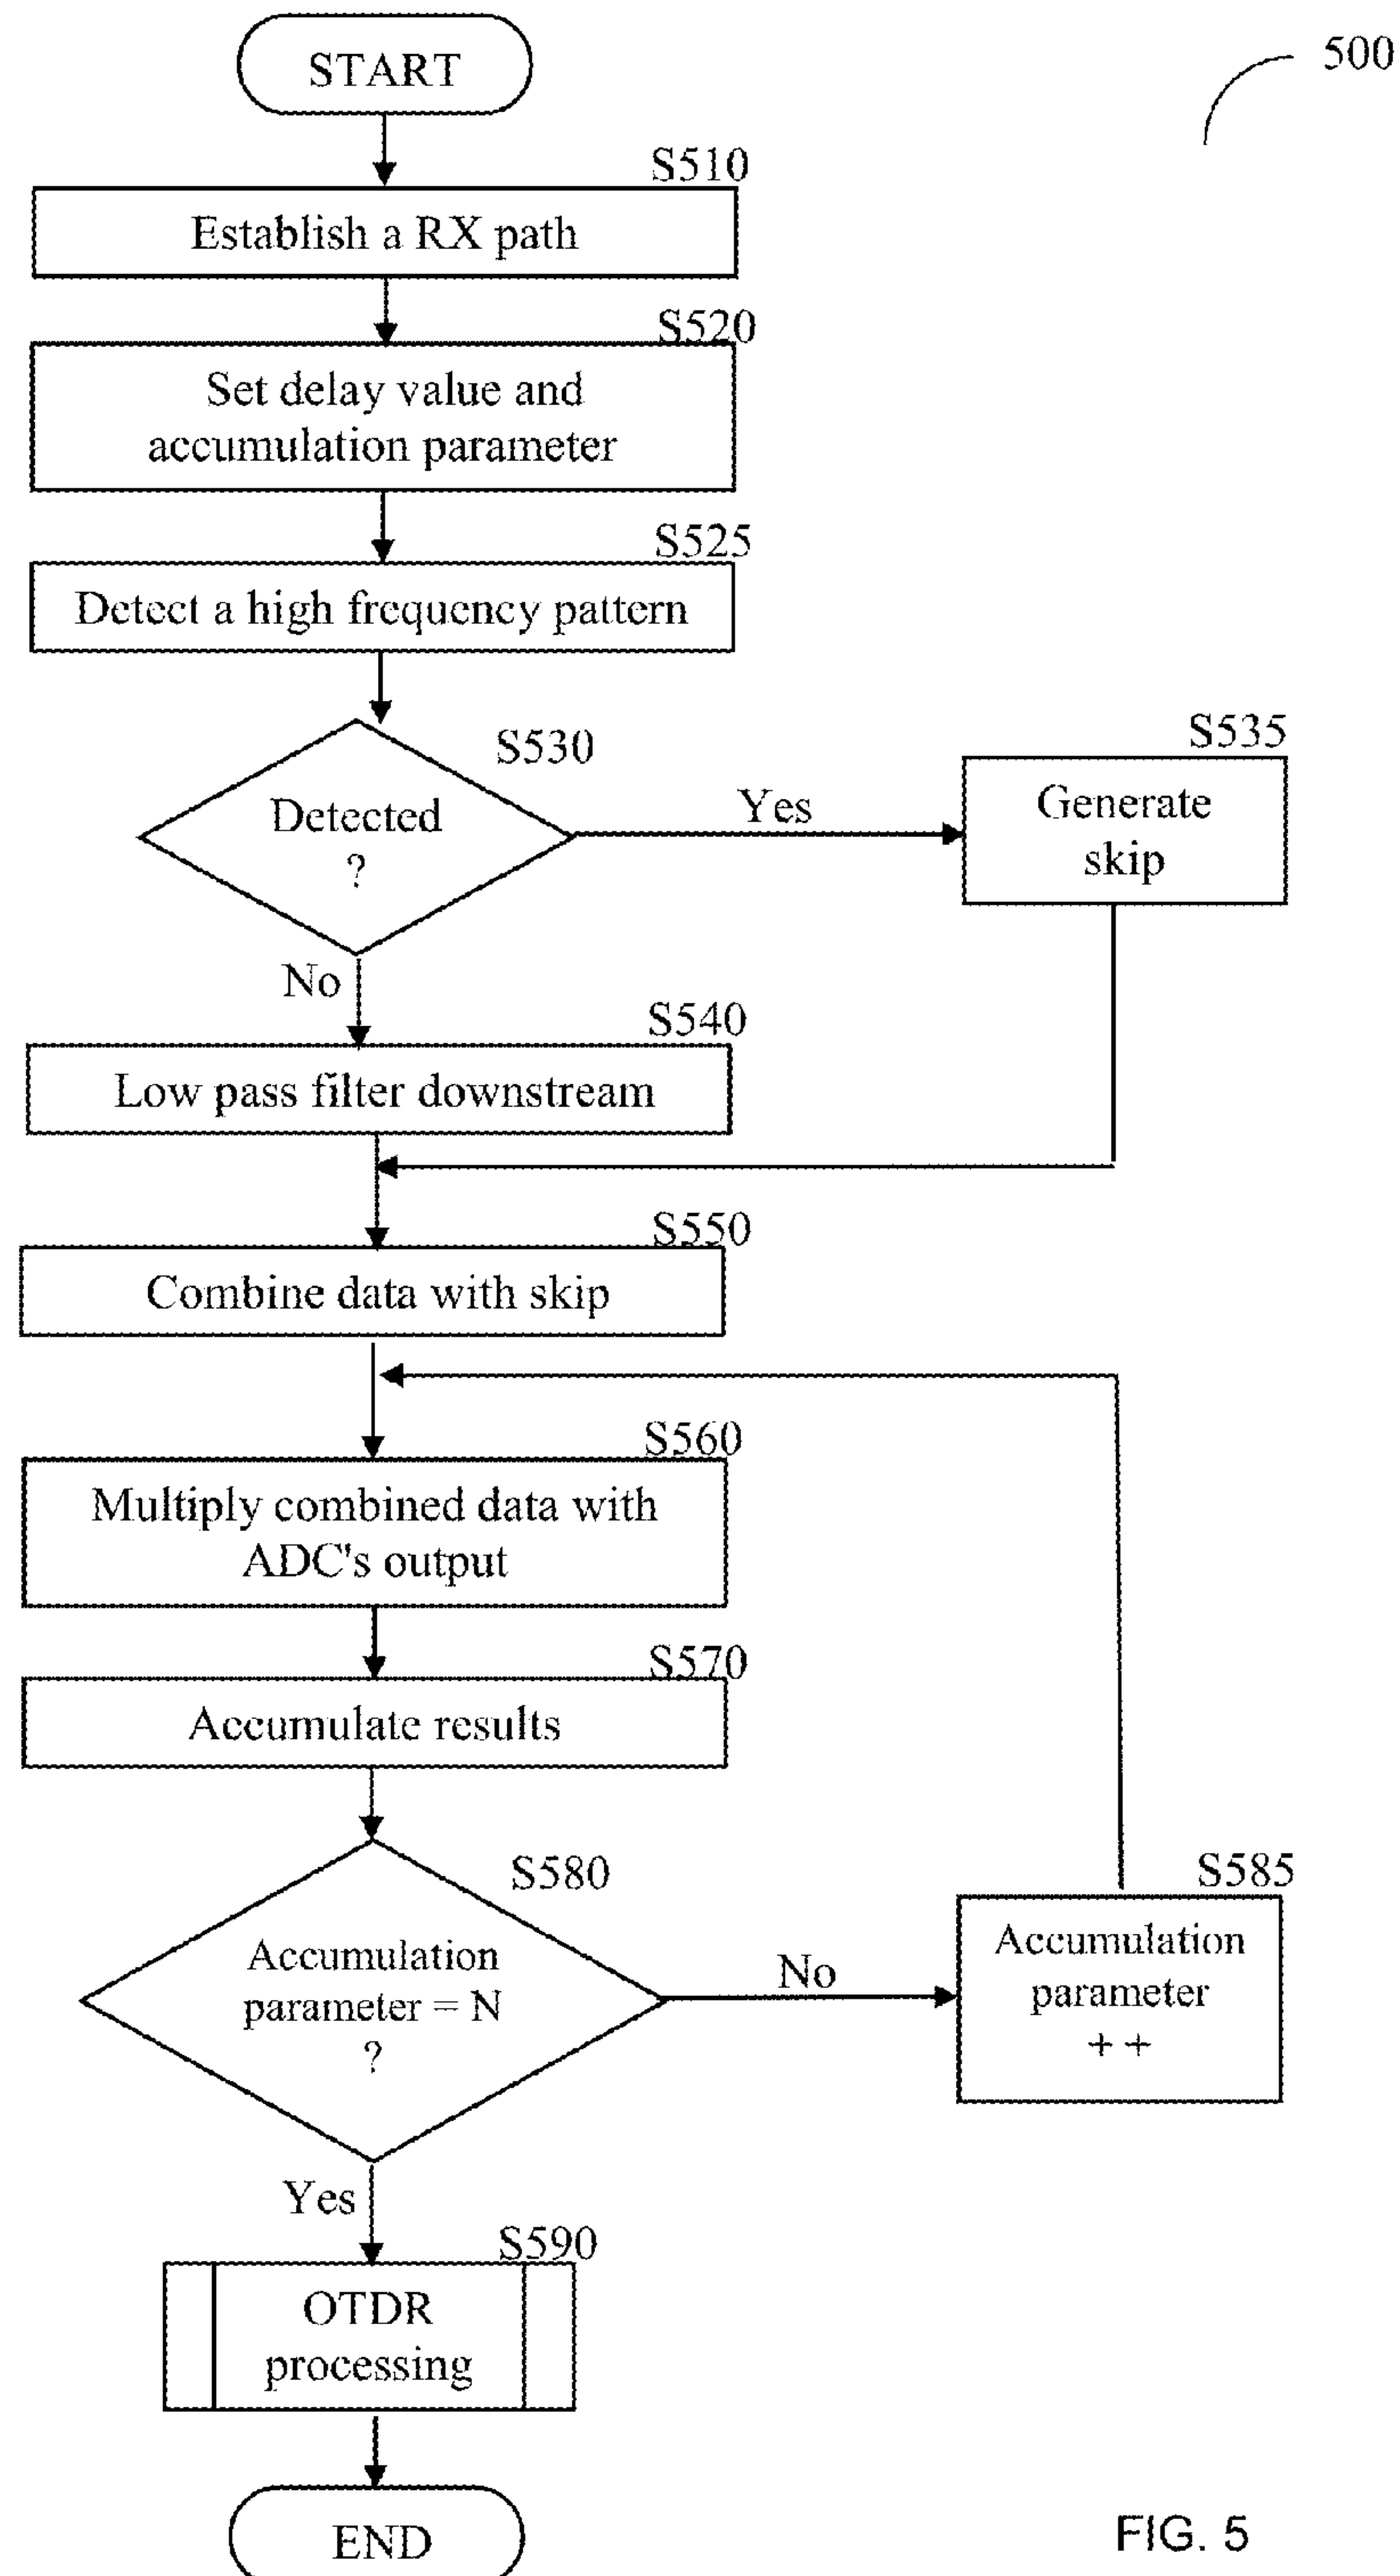 START
500
S510
Establish a RX path
S520
Set delay value and
accumulation parameter
S525
Detect a high frequency pattern
S530
Detected
?
Yes
S535
Generate
skip
No
S540
Low pass filter downstream
S550
Combine data with skip
S560
Multiply combined data with
ADC's output
S570
Accumulate results
S580
Accumulation
parameter = N
?
No
S585
Accumulation
parameter
+ +
Yes
S590
OTDR
processing
END
FIG. 5